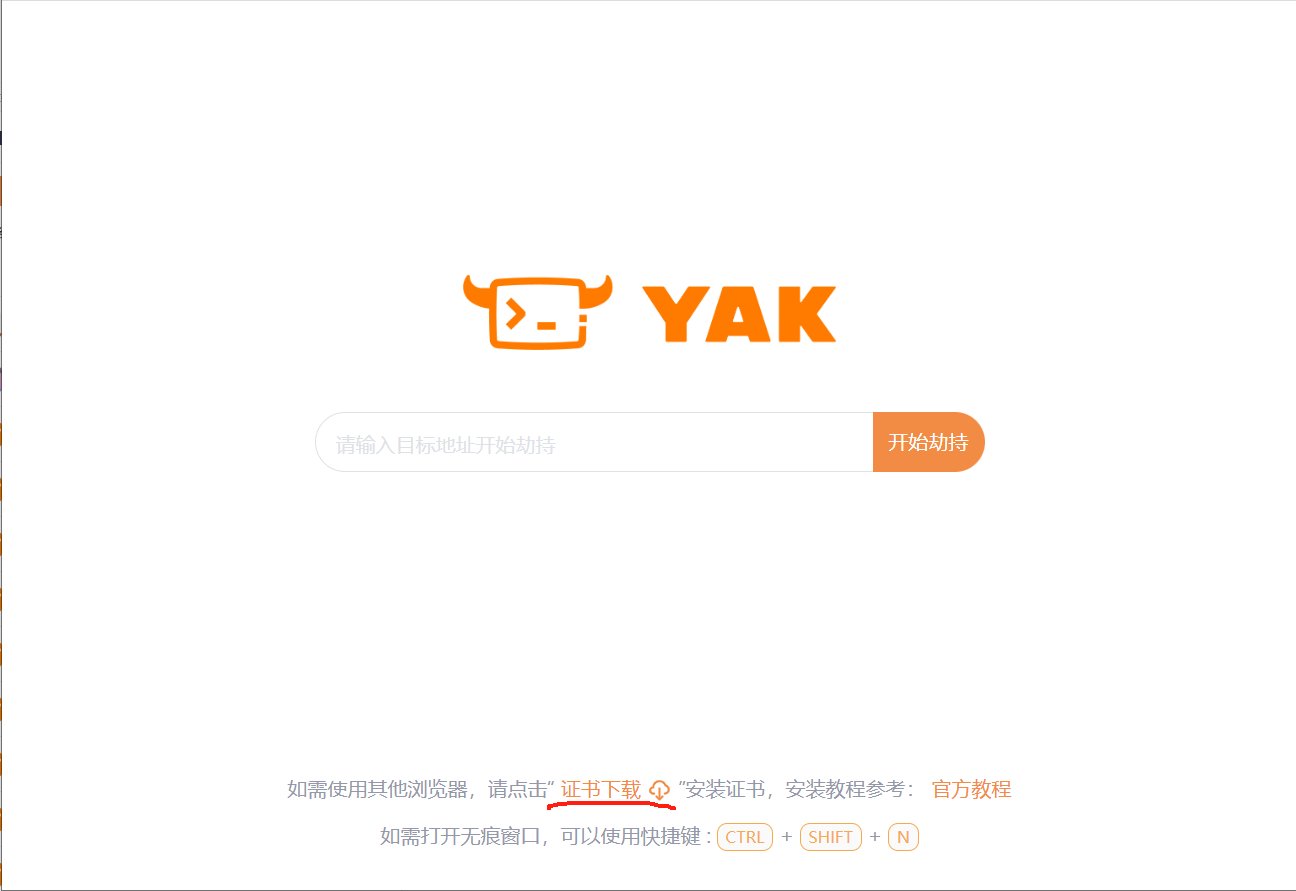 YAK
请输入目标地址开始劫持 开始劫持
如需使用其他浏览器，请点击“ 证书下载 ”安装证书，安装教程参考： 官方教程
如需打开无痕窗口，可以使用快捷键 : CTRL + SHIFT + N